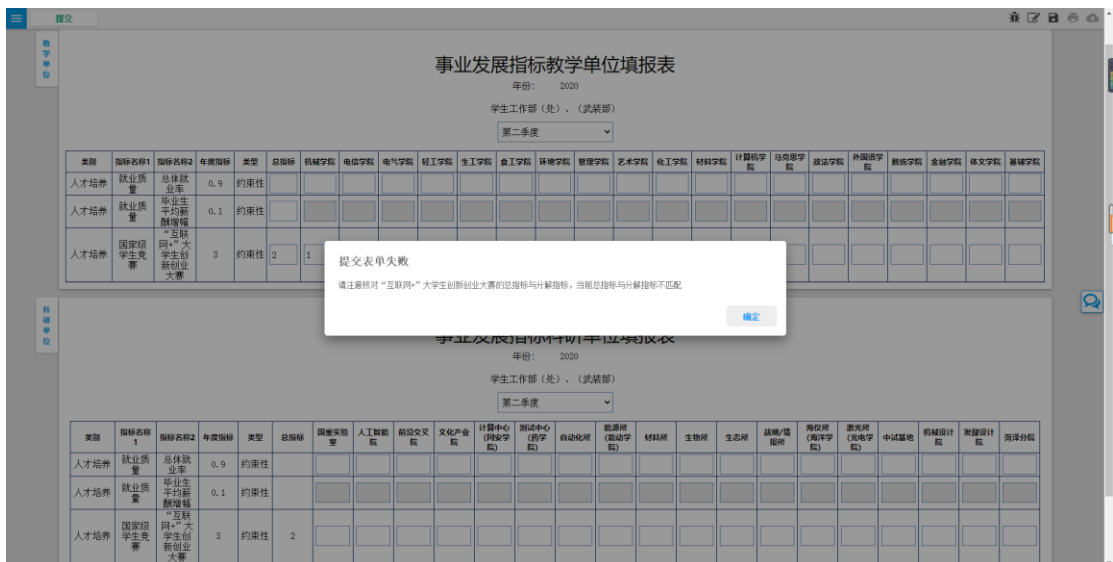 提交
教学单位
事业发展指标教学单位填报表
年份: 2020
学生工作部（处）、（武装部）
第二季度
类别 指标名称1 指标名称2 年度指标 类型 总指标 机械学院 电信学院 电气学院 轻工学院 生工学院 食工学院 环境学院 管理学院 艺术学院 化工学院 材料学院 计算机学院 马克思学院 政法学院 外国语学院 数统学院 金融学院 体文学院 基辅学院
人才培养 就业质量 总体就业率 0.9 约束性
人才培养 就业质量 毕业生平均薪酬增幅 0.1 约束性
人才培养 国家级学生竞赛 “互联网+”大学生创新创业大赛 3 约束性 2 1
提交表单失败
请注意核对“互联网+”大学生创新创业大赛的总指标与分解指标，当前总指标与分解指标不匹配
确定
科研单位
事业发展指标科研单位填报表
年份: 2020
学生工作部（处）、（武装部）
第二季度
类别 指标名称1 指标名称2 年度指标 类型 总指标 国重实验室 人工智能院 前沿交叉院 文化产业院 计算中心(网安学院) 测试中心(药学院) 自动化所 能源所(能动学院) 材料所 生物所 生态所 战略/情报所 海仪所(海洋学院) 激光所(光电学院) 中试基地 机械设计院 发酵设计院 菏泽分院
人才培养 就业质量 总体就业率 0.9 约束性
人才培养 就业质量 毕业生平均薪酬增幅 0.1 约束性
人才培养 国家级学生竞赛 “互联网+”大学生创新创业大赛 3 约束性 2